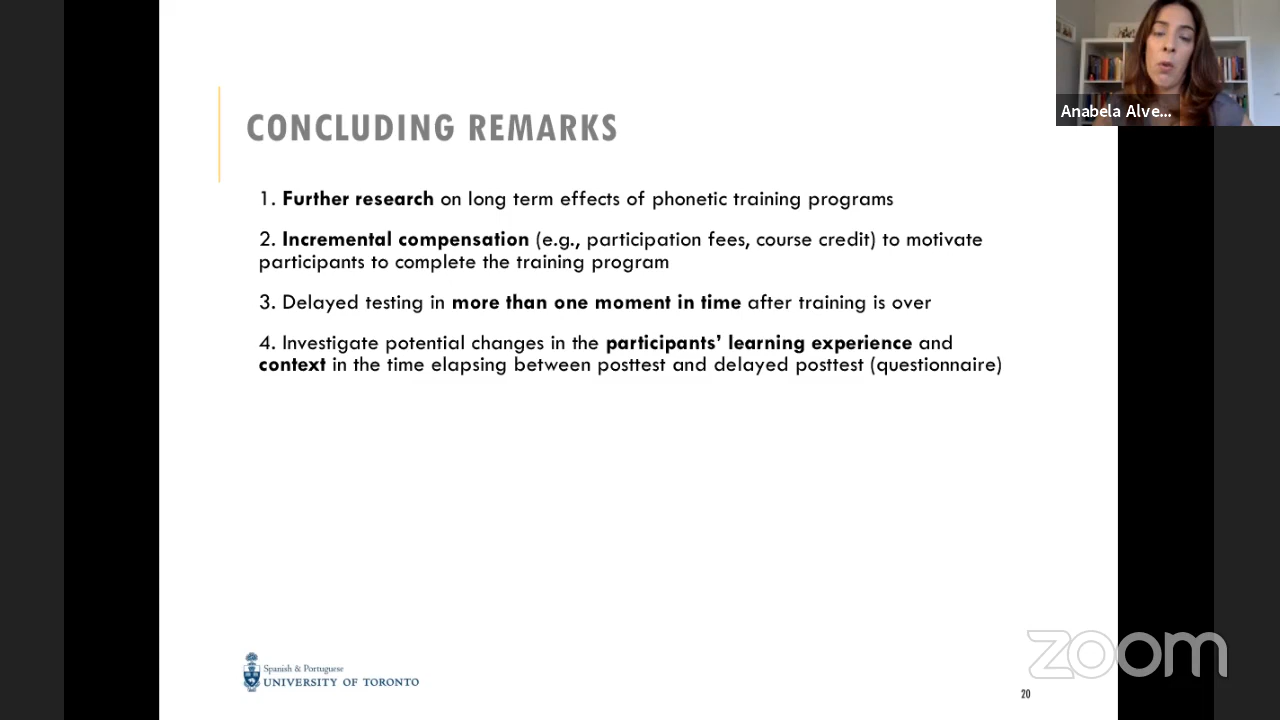 Anabela Alve...
CONCLUDING REMARKS
1. Further research on long term effects of phonetic training programs
2. Incremental compensation (e.g., participation fees, course credit) to motivate
participants to complete the training program
3. Delayed testing in more than one moment in time after training is over
4. Investigate potential changes in the participants’ learning experience and
context in the time elapsing between posttest and delayed posttest (questionnaire)
Spanish & Portuguese
UNIVERSITY OF TORONTO
zoom
20